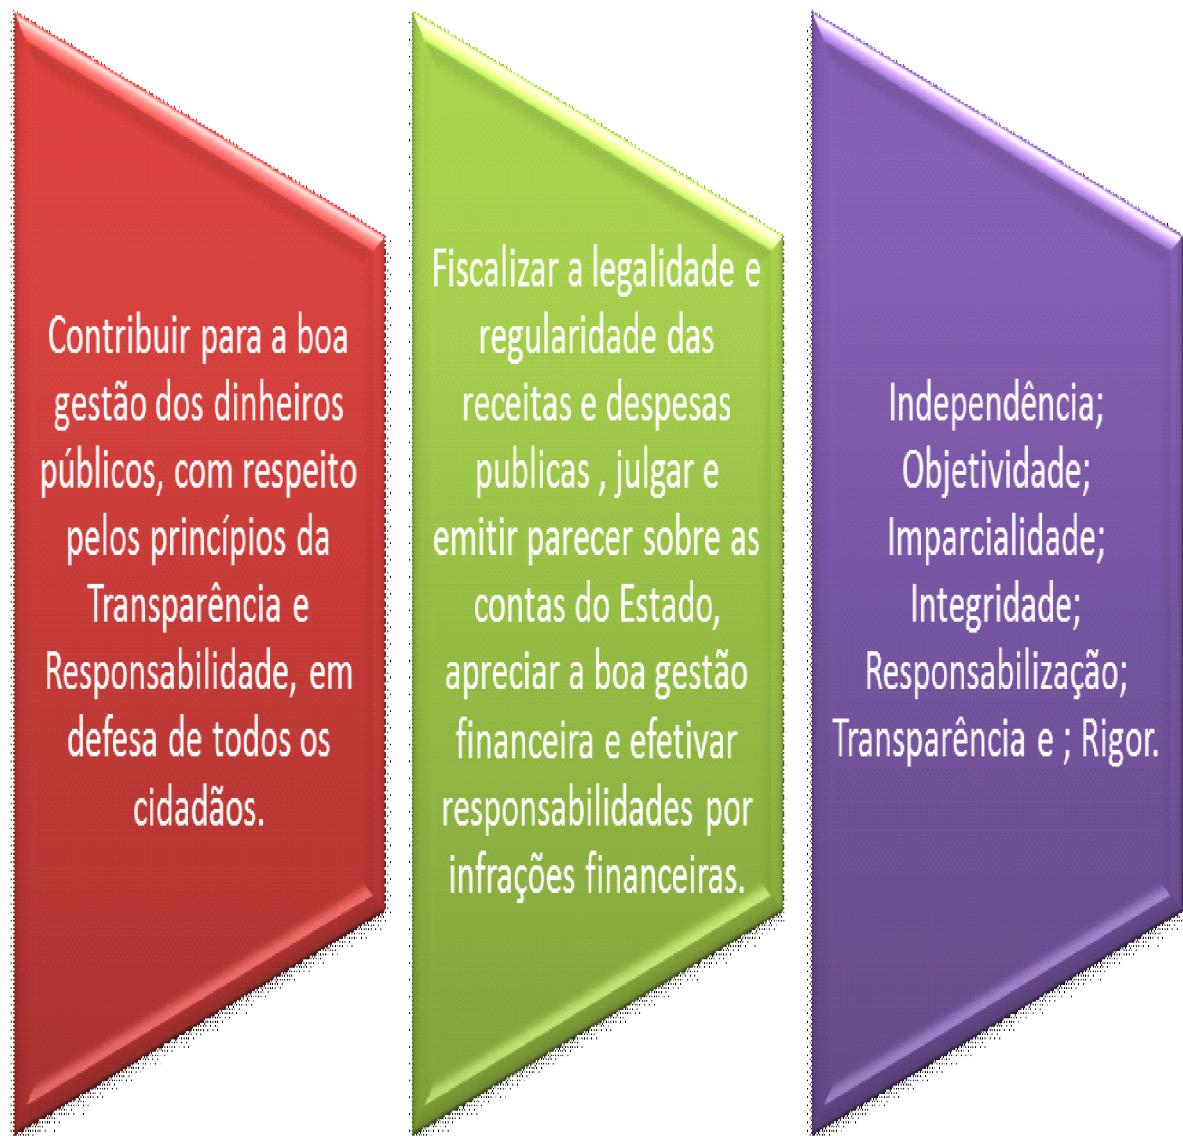 Contribuir para a boa
gestão dos dinheiros
públicos, com respeito
pelos princípios da
Transparência e
Responsabilidade, em
defesa de todos os
cidadãos.
Fiscalizar a legalidade e
regularidade das
receitas e despesas
publicas , julgar e
emitir parecer sobre as
contas do Estado,
apreciar a boa gestão
financeira e efetivar
responsabilidades por
infrações financeiras.
Independência;
Objetividade;
Imparcialidade;
Integridade;
Responsabilização;
Transparência e ; Rigor.